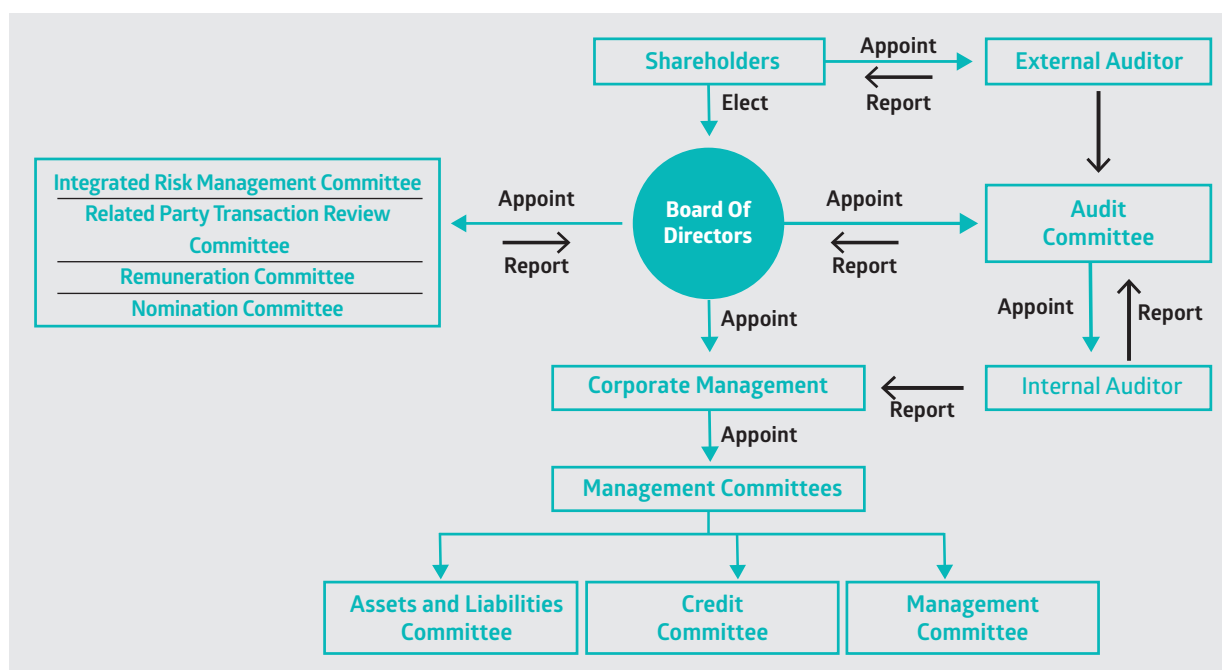 Shareholders
Appoint
Report
External Auditor
Elect
Integrated Risk Management Committee
Related Party Transaction Review
Committee
Remuneration Committee
Nomination Committee
Appoint
Report
Board Of
Directors
Appoint
Report
Audit
Committee
Appoint
Appoint
Report
Corporate Management
Report
Internal Auditor
Appoint
Management Committees
Assets and Liabilities
Committee
Credit
Committee
Management
Committee